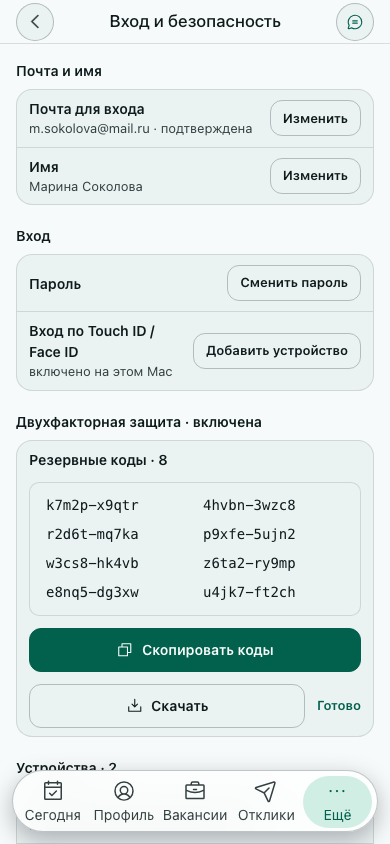 Вход и безопасность
Почта и имя
Почта для входа
m.sokolova@mail.ru · подтверждена
Изменить
Имя
Марина Соколова
Изменить
Вход
Пароль
Сменить пароль
Вход по Touch ID /
Face ID
включено на этом Mac
Добавить устройство
Двухфакторная защита · включена
Резервные коды · 8
k7m2p-x9qtr 4hvbn-3wzc8
r2d6t-mq7ka p9xfe-5ujn2
w3cs8-hk4vb z6ta2-ry9mp
e8nq5-dg3xw u4jk7-ft2ch
Скопировать коды
Скачать
Готово
Устройства · 2
Сегодня Профиль Вакансии Отклики Ещё